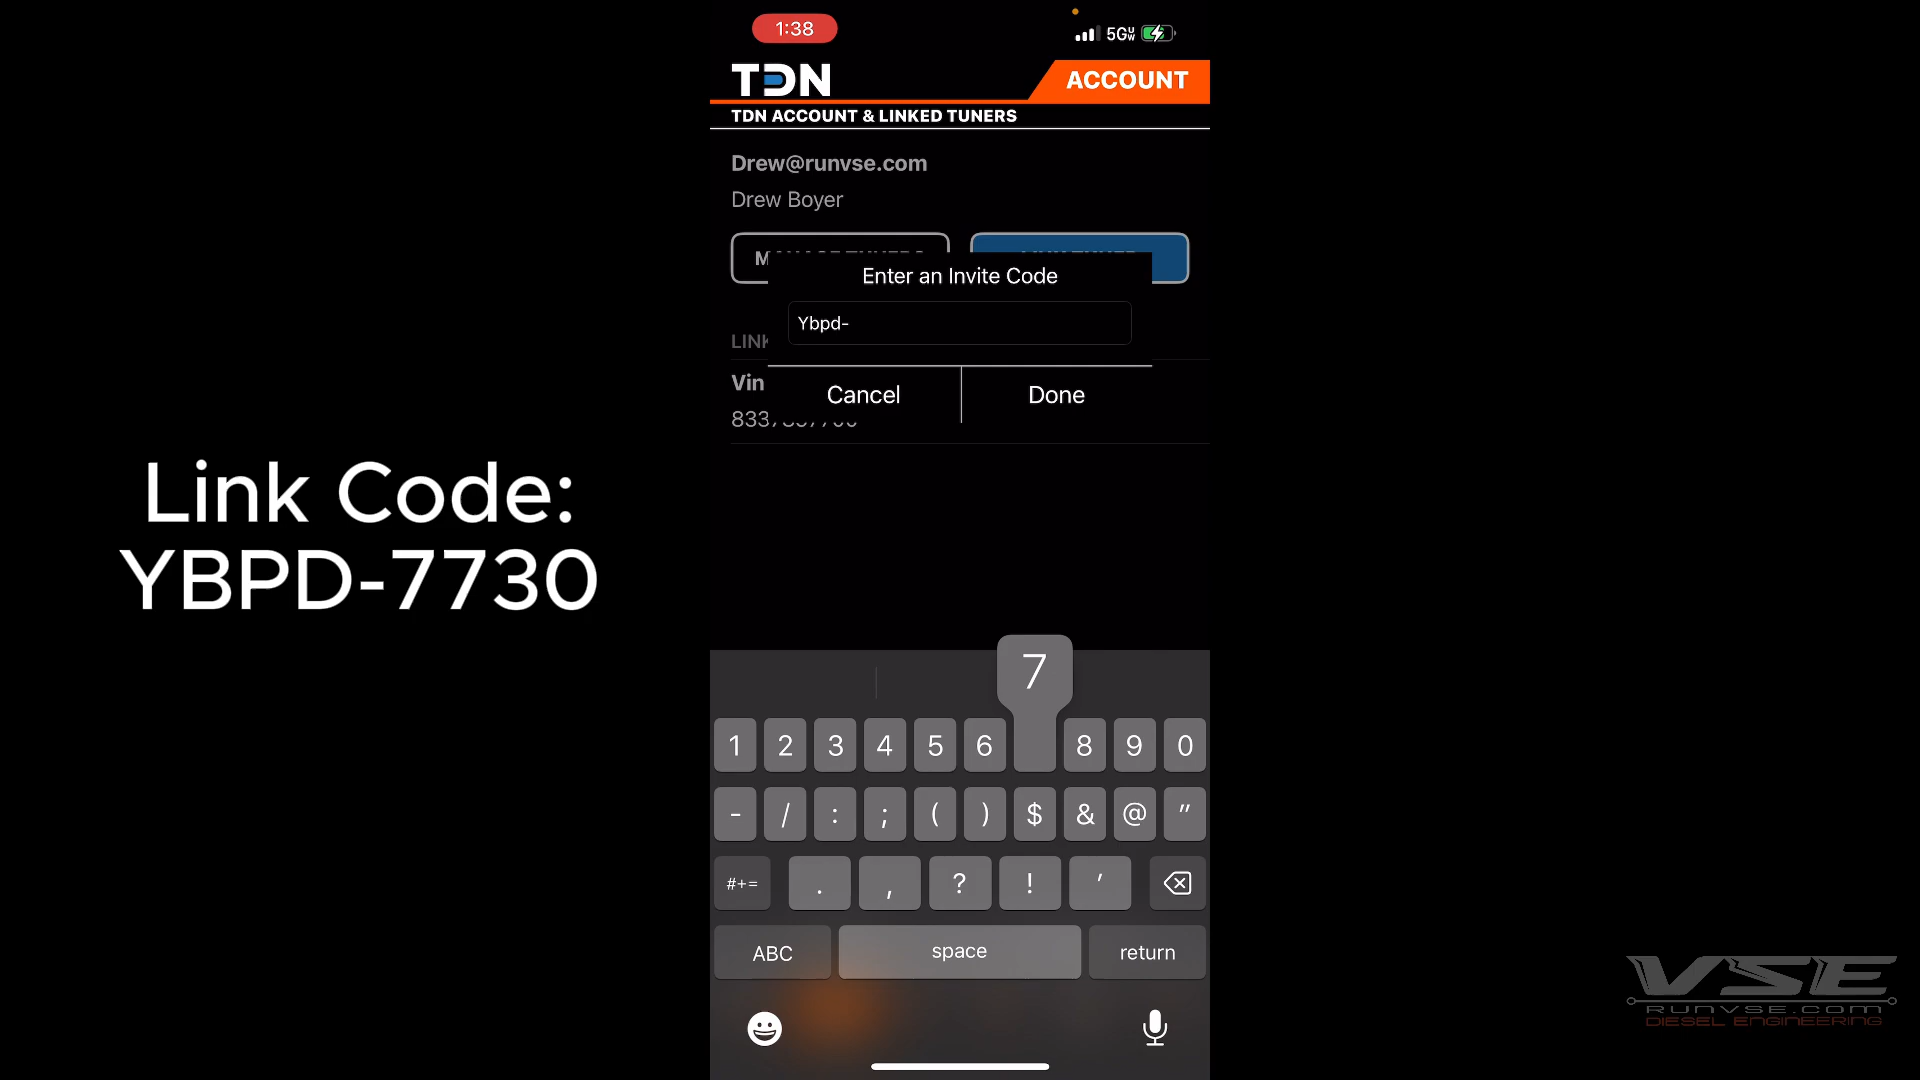 1:38
5GUW
TDN
ACCOUNT
TDN ACCOUNT & LINKED TUNERS
Drew@runvse.com
Drew Boyer
Enter an Invite Code
Ybpd-
LINK
Vin
Cancel
Done
Link Code:
YBPD-7730
7
1 2 3 4 5 6 8 9 0
- / : ; ( ) $ & @ "
#+= . , ? ! '
ABC
space
return
VSE
RUNVSE.COM
DIESEL ENGINEERING